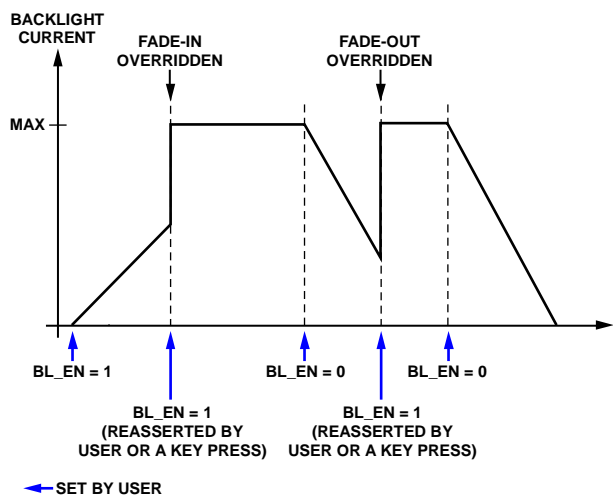 BACKLIGHT
CURRENT
FADE-IN
OVERRIDDEN
FADE-OUT
OVERRIDDEN
MAX
BL_EN = 1
BL_EN = 0
BL_EN = 0
BL_EN = 1
(REASSERTED BY
USER OR A KEY PRESS)
BL_EN = 1
(REASSERTED BY
USER OR A KEY PRESS)
SET BY USER